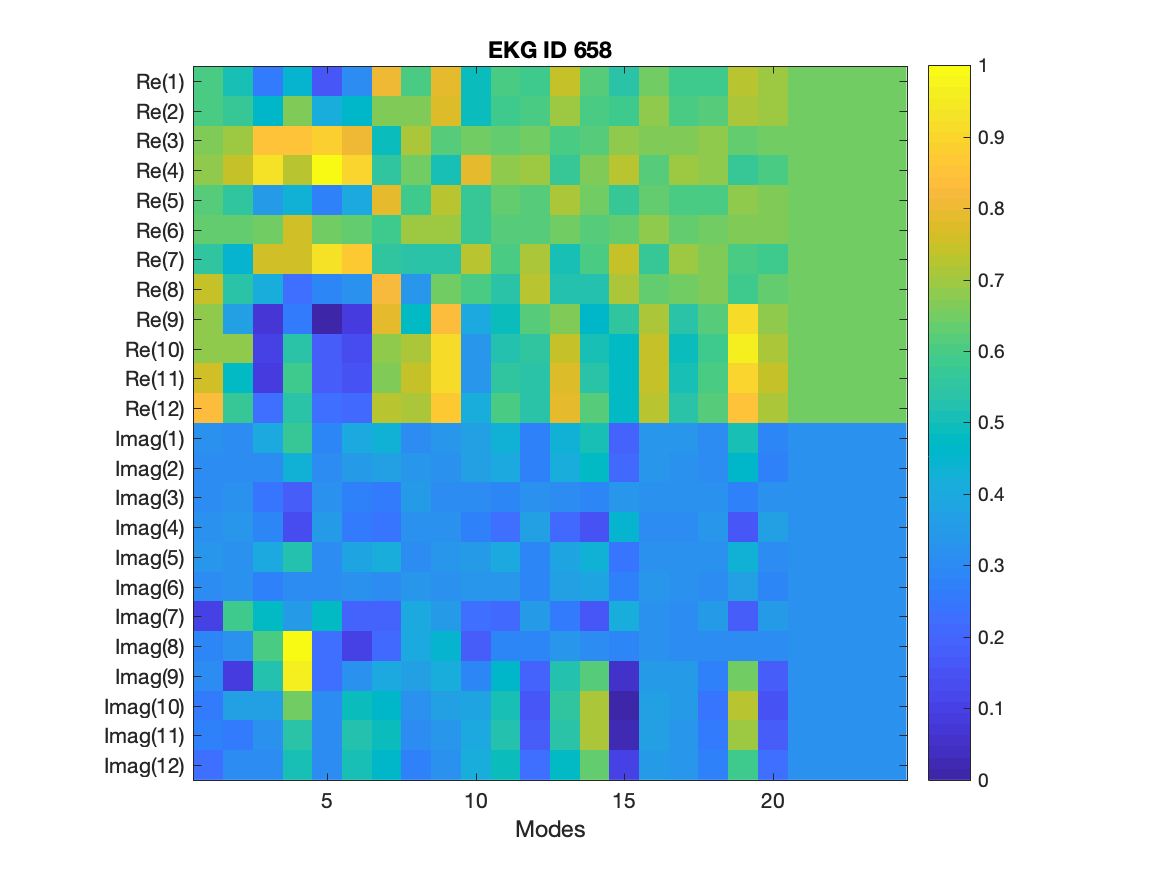 EKG ID 658
Re(1)
Re(2)
Re(3)
Re(4)
Re(5)
Re(6)
Re(7)
Re(8)
Re(9)
Re(10)
Re(11)
Re(12)
Imag(1)
Imag(2)
Imag(3)
Imag(4)
Imag(5)
Imag(6)
Imag(7)
Imag(8)
Imag(9)
Imag(10)
Imag(11)
Imag(12)
5 10 15 20
Modes
1
0.9
0.8
0.7
0.6
0.5
0.4
0.3
0.2
0.1
0